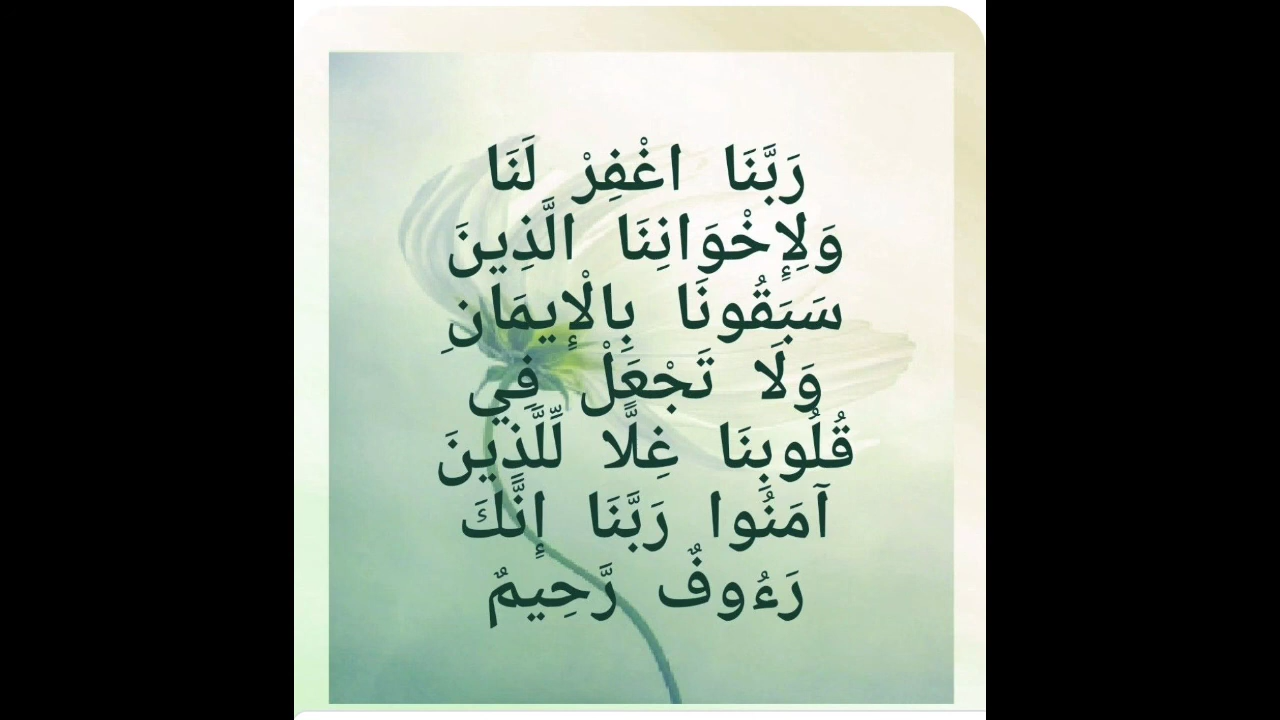 رَبَّنَا اغْفِرْ لَنَا
وَلِإِخْوَانِنَا الَّذِينَ
سَبَقُونَا بِالْإِيمَانِ
وَلَا تَجْعَلْ فِي
قُلُوبِنَا غِلًّا لِّلَّذِينَ
آمَنُوا رَبَّنَا إِنَّكَ
رَءُوفٌ رَّحِيمٌ